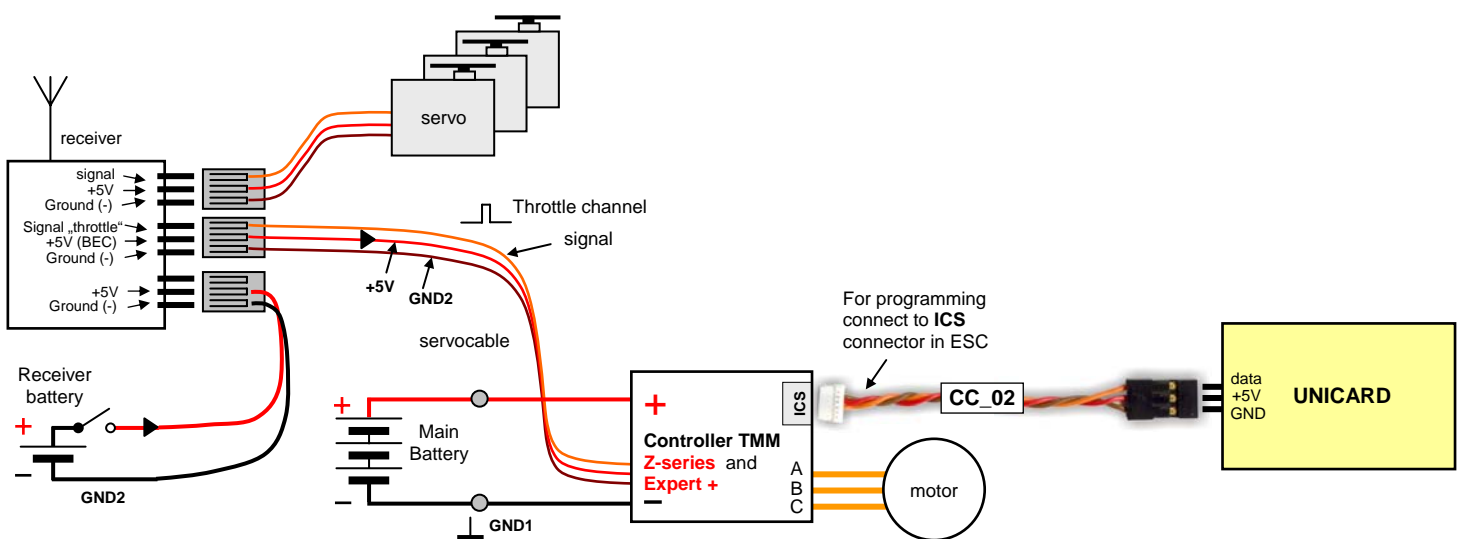 servo
receiver
signal
+5V
Ground (-)
Signal „throttle“
+5V (BEC)
Ground (-)
+5V
Ground (-)
Throttle channel
signal
+5V
GND2
servocable
Receiver
battery
+
−
GND2
+
Main
Battery
−
GND1
+
ICS
Controller TMM
Z-series and
Expert +
−
A
B
C
motor
For programming
connect to ICS
connector in ESC
CC_02
data
+5V
GND
UNICARD